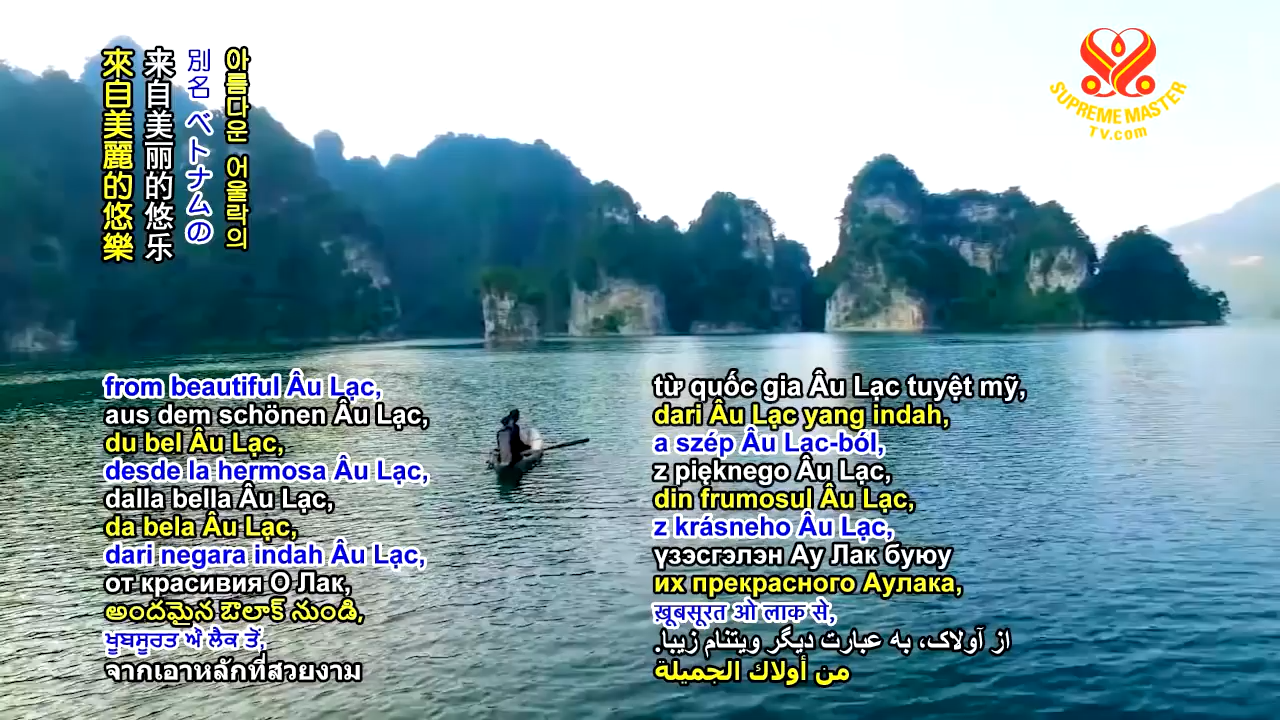 來自美麗的悠樂
来自美丽的悠乐
別名 ベトナムの
아름다운 어울락의
SUPREME MASTER
TV.com
from beautiful Âu Lạc,
aus dem schönen Âu Lạc,
du bel Âu Lạc,
desde la hermosa Âu Lạc,
dalla bella Âu Lạc,
da bela Âu Lạc,
dari negara indah Âu Lạc,
от красивия О Лак,
అందమైన ఔలాక్ నుండి,
ਖੂਬਸੂਰਤ ਔ ਲੈਕ ਤੋਂ,
จากเอาหลักที่สวยงาม
từ quốc gia Âu Lạc tuyệt mỹ,
dari Âu Lạc yang indah,
a szép Âu Lạc-ból,
z pięknego Âu Lạc,
din frumosul Âu Lạc,
z krásneho Âu Lạc,
үзэсгэлэн Ау Лак буюу
их прекрасного Аулака,
ख़ूबसूरत ओ लाक से,
از آولاک، به عبارت دیگر ویتنام زیبا.
من أولاك الجميلة